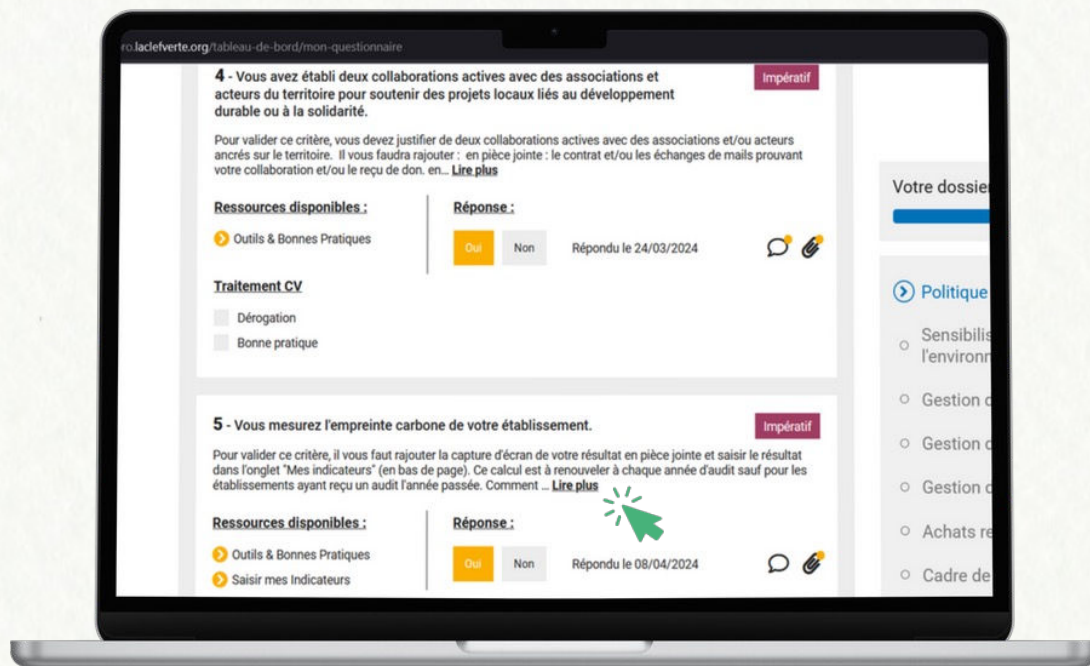 ro.laclefverte.org/tableau-de-bord/mon-questionnaire
4 - Vous avez établi deux collaborations actives avec des associations et
acteurs du territoire pour soutenir des projets locaux liés au développement
durable ou à la solidarité.
Impératif
Pour valider ce critère, vous devez justifier de deux collaborations actives avec des associations et/ou acteurs
ancrés sur le territoire. Il vous faudra rajouter : en pièce jointe : le contrat et/ou les échanges de mails prouvant
votre collaboration et/ou le reçu de don. en... Lire plus
Ressources disponibles :
Outils & Bonnes Pratiques
Réponse :
Oui
Non
Répondu le 24/03/2024
Traitement CV
Dérogation
Bonne pratique
5 - Vous mesurez l'empreinte carbone de votre établissement.
Impératif
Pour valider ce critère, il vous faut rajouter la capture d'écran de votre résultat en pièce jointe et saisir le résultat
dans l'onglet "Mes indicateurs" (en bas de page). Ce calcul est à renouveler à chaque année d'audit sauf pour les
établissements ayant reçu un audit l'année passée. Comment ... Lire plus
Ressources disponibles :
Outils & Bonnes Pratiques
Saisir mes Indicateurs
Réponse :
Oui
Non
Répondu le 08/04/2024
Votre dossie
Politique
Sensibilis
l'environn
Gestion d
Gestion d
Gestion d
Achats re
Cadre de